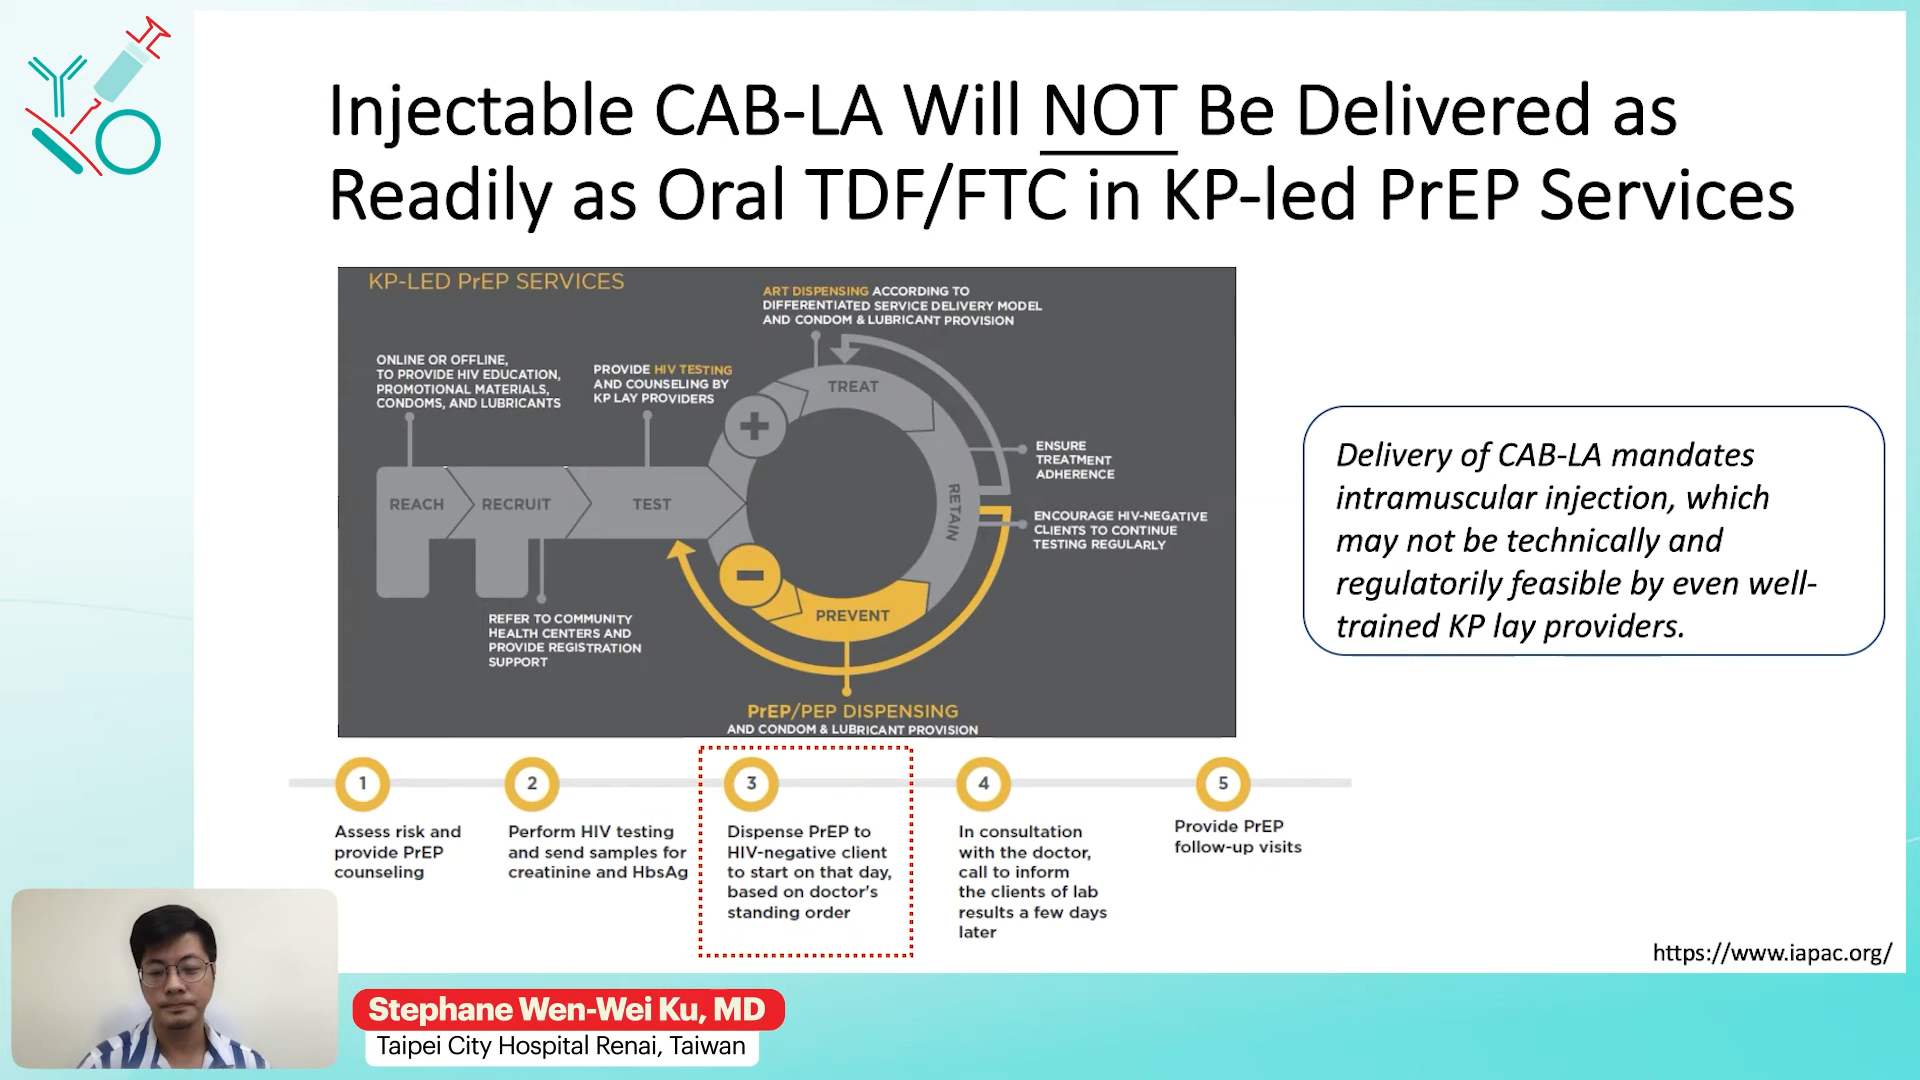 Injectable CAB-LA Will NOT Be Delivered as
Readily as Oral TDF/FTC in KP-led PrEP Services
KP-LED PrEP SERVICES
ART DISPENSING ACCORDING TO
DIFFERENTIATED SERVICE DELIVERY MODEL
AND CONDOM & LUBRICANT PROVISION
ONLINE OR OFFLINE,
TO PROVIDE HIV EDUCATION,
PROMOTIONAL MATERIALS,
CONDOMS, AND LUBRICANTS
PROVIDE HIV TESTING
AND COUNSELING BY
KP LAY PROVIDERS
TREAT
ENSURE
TREATMENT
ADHERENCE
REACH
RECRUIT
TEST
RETAIN
ENCOURAGE HIV-NEGATIVE
CLIENTS TO CONTINUE
TESTING REGULARLY
PREVENT
REFER TO COMMUNITY
HEALTH CENTERS AND
PROVIDE REGISTRATION
SUPPORT
PrEP/PEP DISPENSING
AND CONDOM & LUBRICANT PROVISION
Delivery of CAB-LA mandates
intramuscular injection, which
may not be technically and
regulatorily feasible by even well-
trained KP lay providers.
1
Assess risk and
provide PrEP
counseling
2
Perform HIV testing
and send samples for
creatinine and HbsAg
3
Dispense PrEP to
HIV-negative client
to start on that day,
based on doctor's
standing order
4
In consultation
with the doctor,
call to inform
the clients of lab
results a few days
later
5
Provide PrEP
follow-up visits
https://www.iapac.org/
Stephane Wen-Wei Ku, MD
Taipei City Hospital Renai, Taiwan